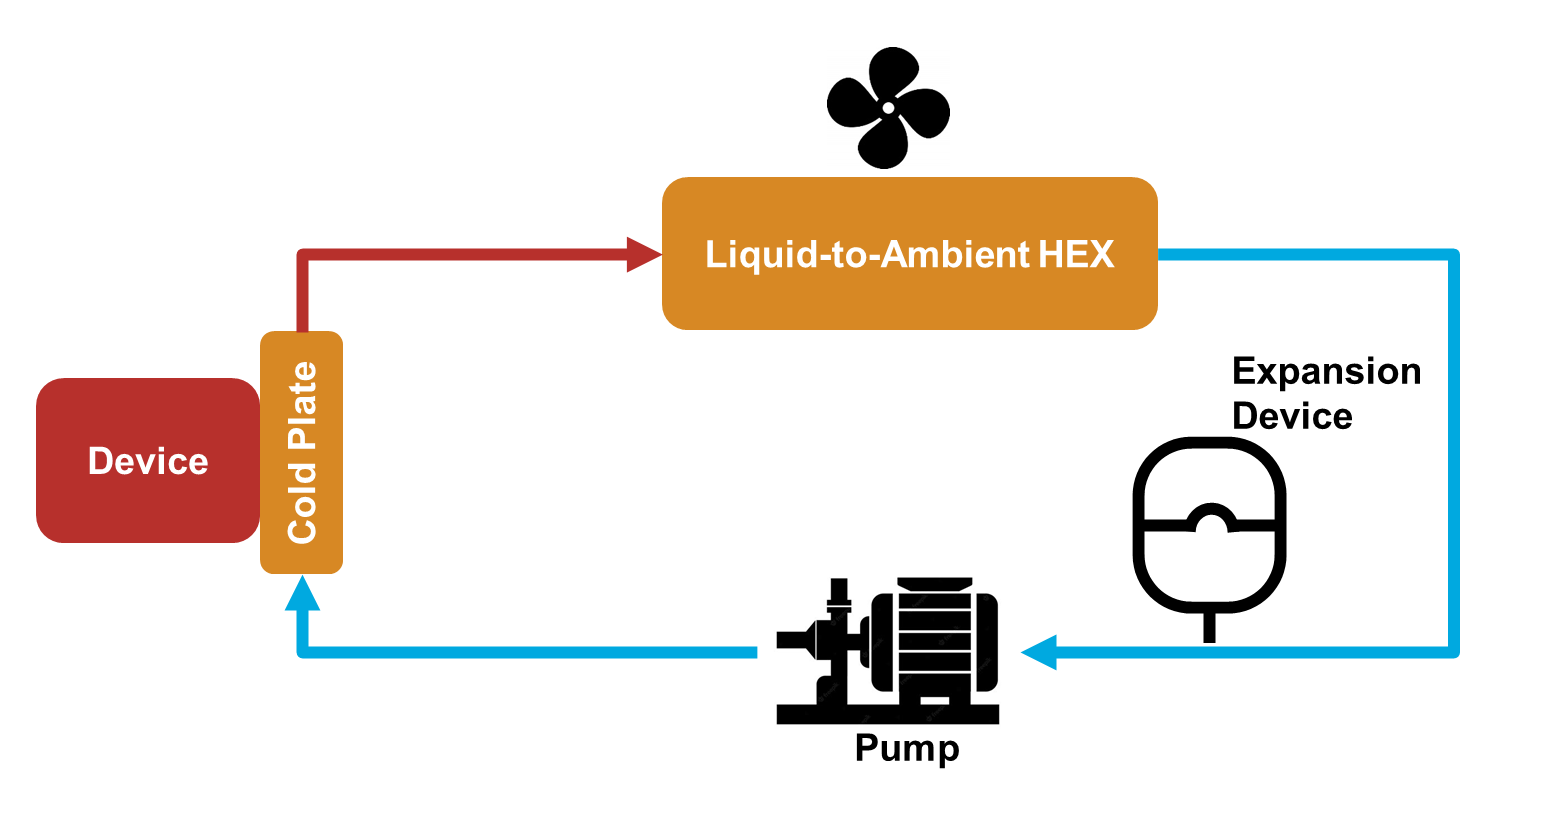 Liquid-to-Ambient HEX
Expansion
Device
Device
Cold Plate
Pump